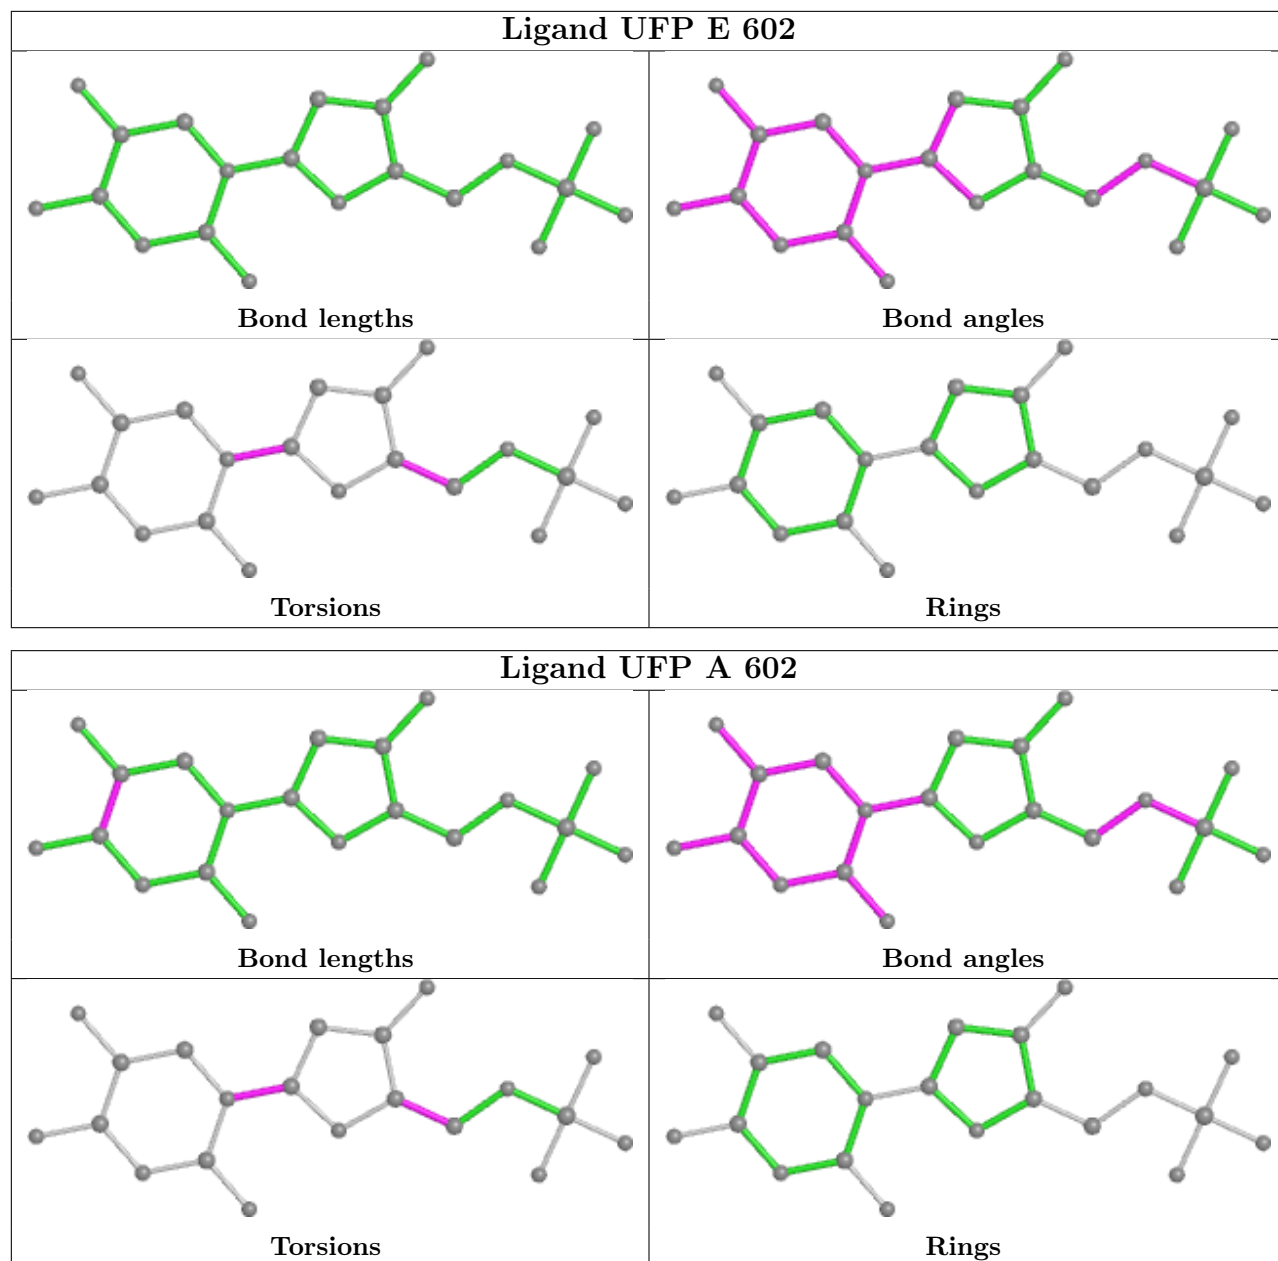 Ligand UFP E 602
Bond lengths
Bond angles
Torsions
Rings
Ligand UFP A 602
Bond lengths
Bond angles
Torsions
Rings